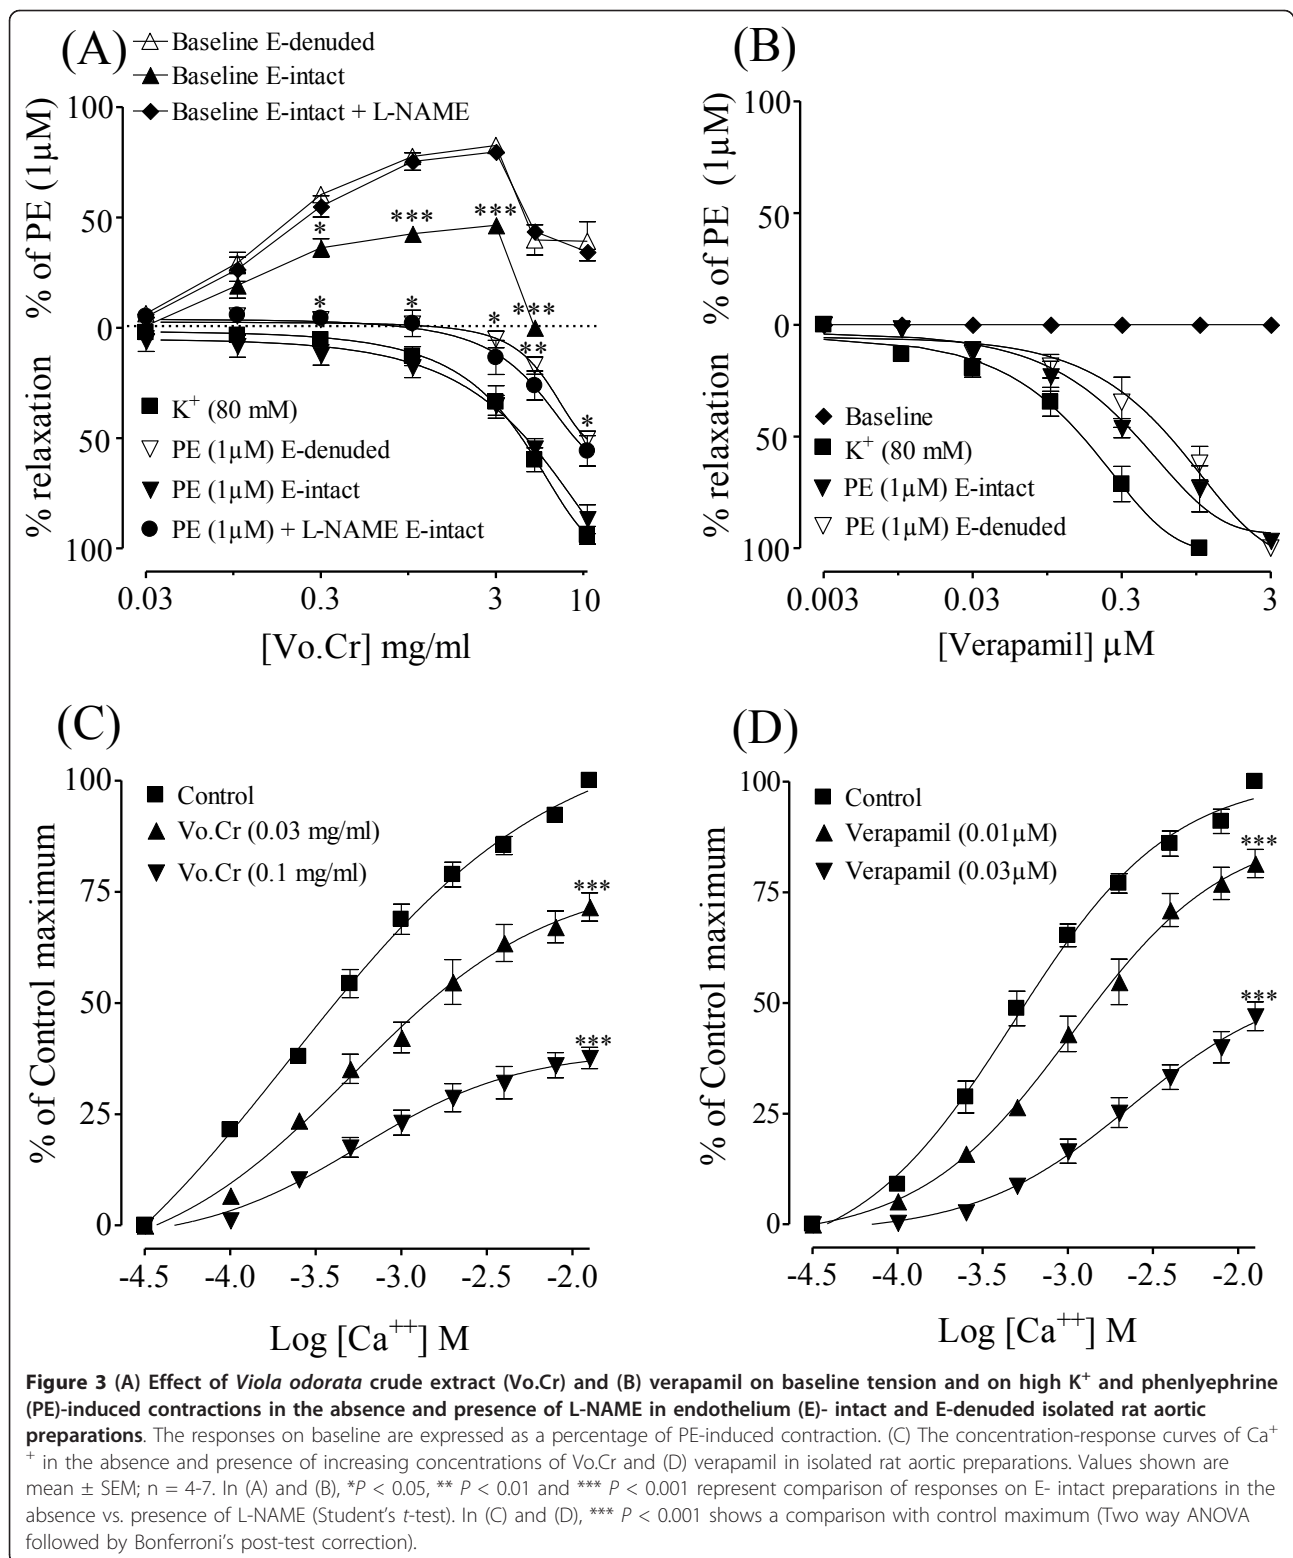 (A)
Baseline E-denuded
Baseline E-intact
Baseline E-intact + L-NAME
% of PE (1µM)
% relaxation
100
50
0
50
100
*
***
***
***
*
*
*
**
*
K+ (80 mM)
PE (1µM) E-denuded
PE (1µM) E-intact
PE (1µM) + L-NAME E-intact
0.03
0.3
3
10
[Vo.Cr] mg/ml
(B)
% of PE (1µM)
% relaxation
100
50
0
50
100
Baseline
K+ (80 mM)
PE (1µM) E-intact
PE (1µM) E-denuded
0.003
0.03
0.3
3
[Verapamil] µM
(C)
% of Control maximum
100
75
50
25
0
Control
Vo.Cr (0.03 mg/ml)
Vo.Cr (0.1 mg/ml)
***
***
-4.5
-4.0
-3.5
-3.0
-2.5
-2.0
Log [Ca++] M
(D)
% of Control maximum
100
75
50
25
0
Control
Verapamil (0.01µM)
Verapamil (0.03µM)
***
***
-4.5
-4.0
-3.5
-3.0
-2.5
-2.0
Log [Ca++] M
Figure 3 (A) Effect of Viola odorata crude extract (Vo.Cr) and (B) verapamil on baseline tension and on high K+ and phenlyephrine
(PE)-induced contractions in the absence and presence of L-NAME in endothelium (E)- intact and E-denuded isolated rat aortic
preparations. The responses on baseline are expressed as a percentage of PE-induced contraction. (C) The concentration-response curves of Ca+
+ in the absence and presence of increasing concentrations of Vo.Cr and (D) verapamil in isolated rat aortic preparations. Values shown are
mean ± SEM; n = 4-7. In (A) and (B), *P < 0.05, ** P < 0.01 and *** P < 0.001 represent comparison of responses on E- intact preparations in the
absence vs. presence of L-NAME (Student's t-test). In (C) and (D), *** P < 0.001 shows a comparison with control maximum (Two way ANOVA
followed by Bonferroni's post-test correction).